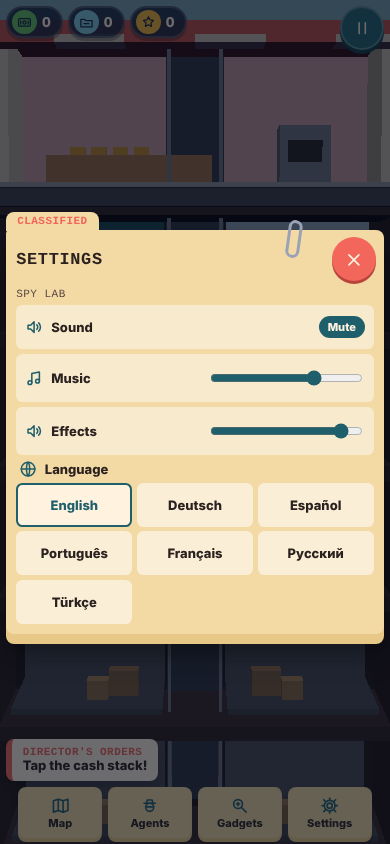 0 0 0
CLASSIFIED
SETTINGS
SPY LAB
Sound Mute
Music
Effects
Language
English Deutsch Español
Português Français Русский
Türkçe
DIRECTOR'S ORDERS
Tap the cash stack!
Map Agents Gadgets Settings